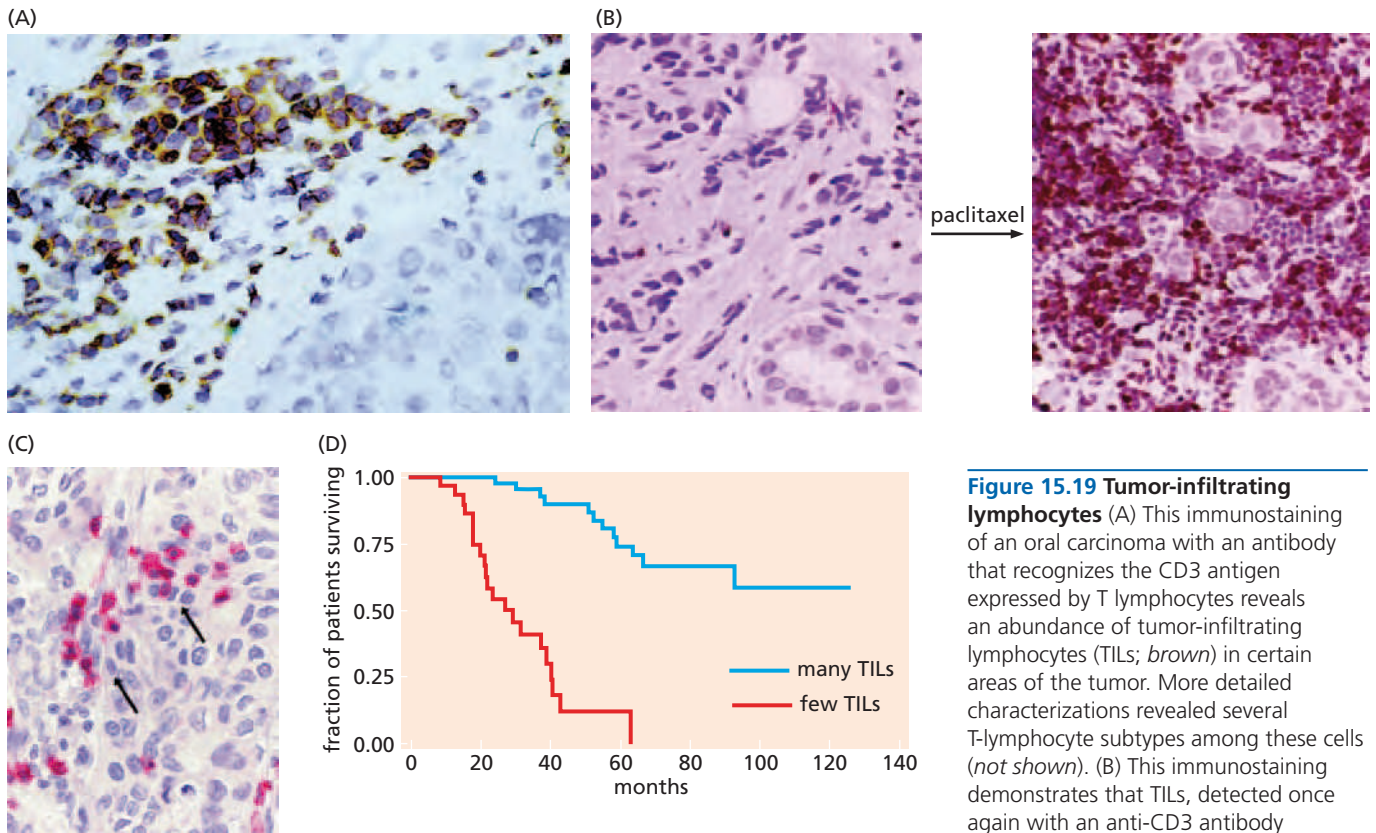 (A)
(B)
paclitaxel
(C)
(D)
fraction of patients surviving
1.00
0.75
0.50
0.25
0.00
many TILs
few TILs
0 20 40 60 80 100 120 140
months
Figure 15.19 Tumor-infiltrating
lymphocytes (A) This immunostaining
of an oral carcinoma with an antibody
that recognizes the CD3 antigen
expressed by T lymphocytes reveals
an abundance of tumor-infiltrating
lymphocytes (TILs; brown) in certain
areas of the tumor. More detailed
characterizations revealed several
T-lymphocyte subtypes among these cells
(not shown). (B) This immunostaining
demonstrates that TILs, detected once
again with an anti-CD3 antibody